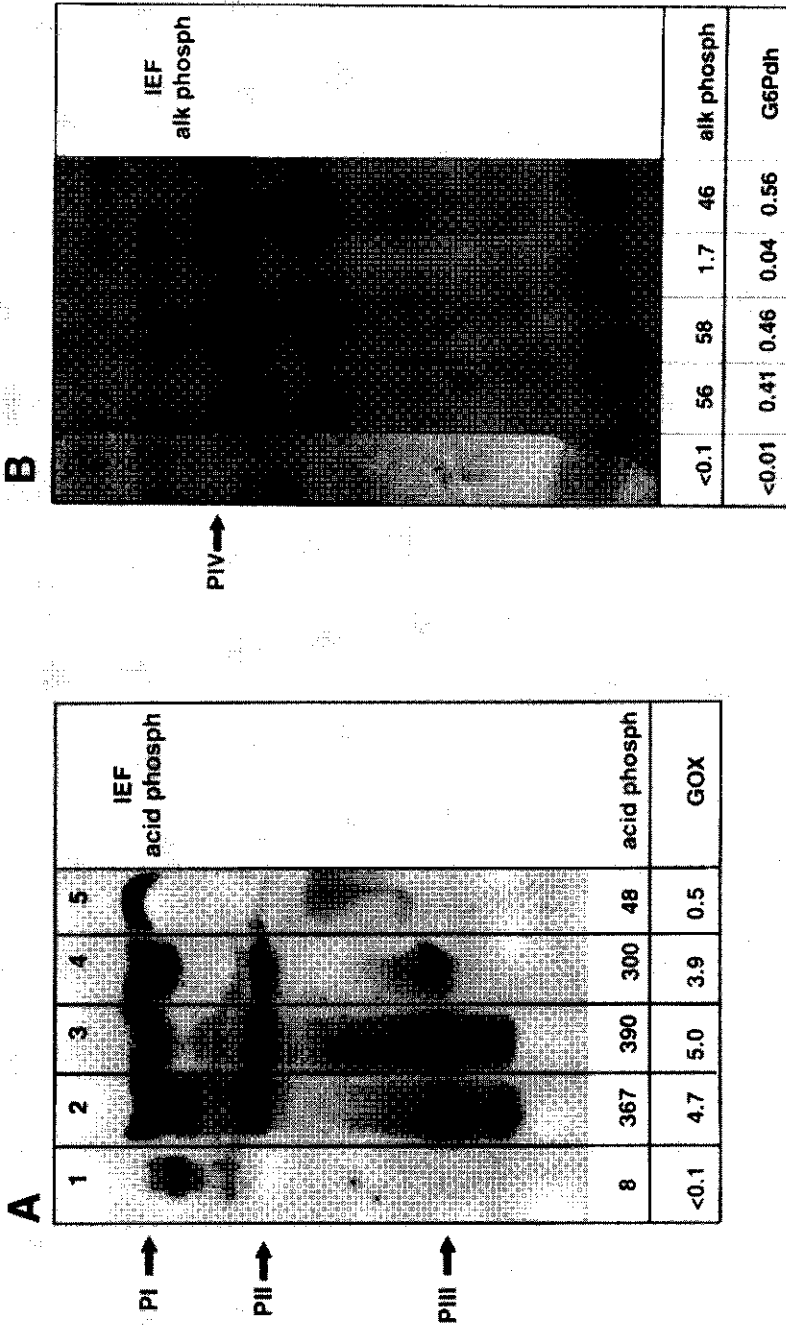 A
1 2 3 4 5
IEF
acid phosph
PI
PII
PIII
8 367 390 300 48 acid phosph
<0.1 4.7 5.0 3.9 0.5 GOX
B
IEF
alk phosph
PIV
<0.1 56 58 1.7 46 alk phosph
<0.01 0.41 0.46 0.04 0.56 G6Pdh